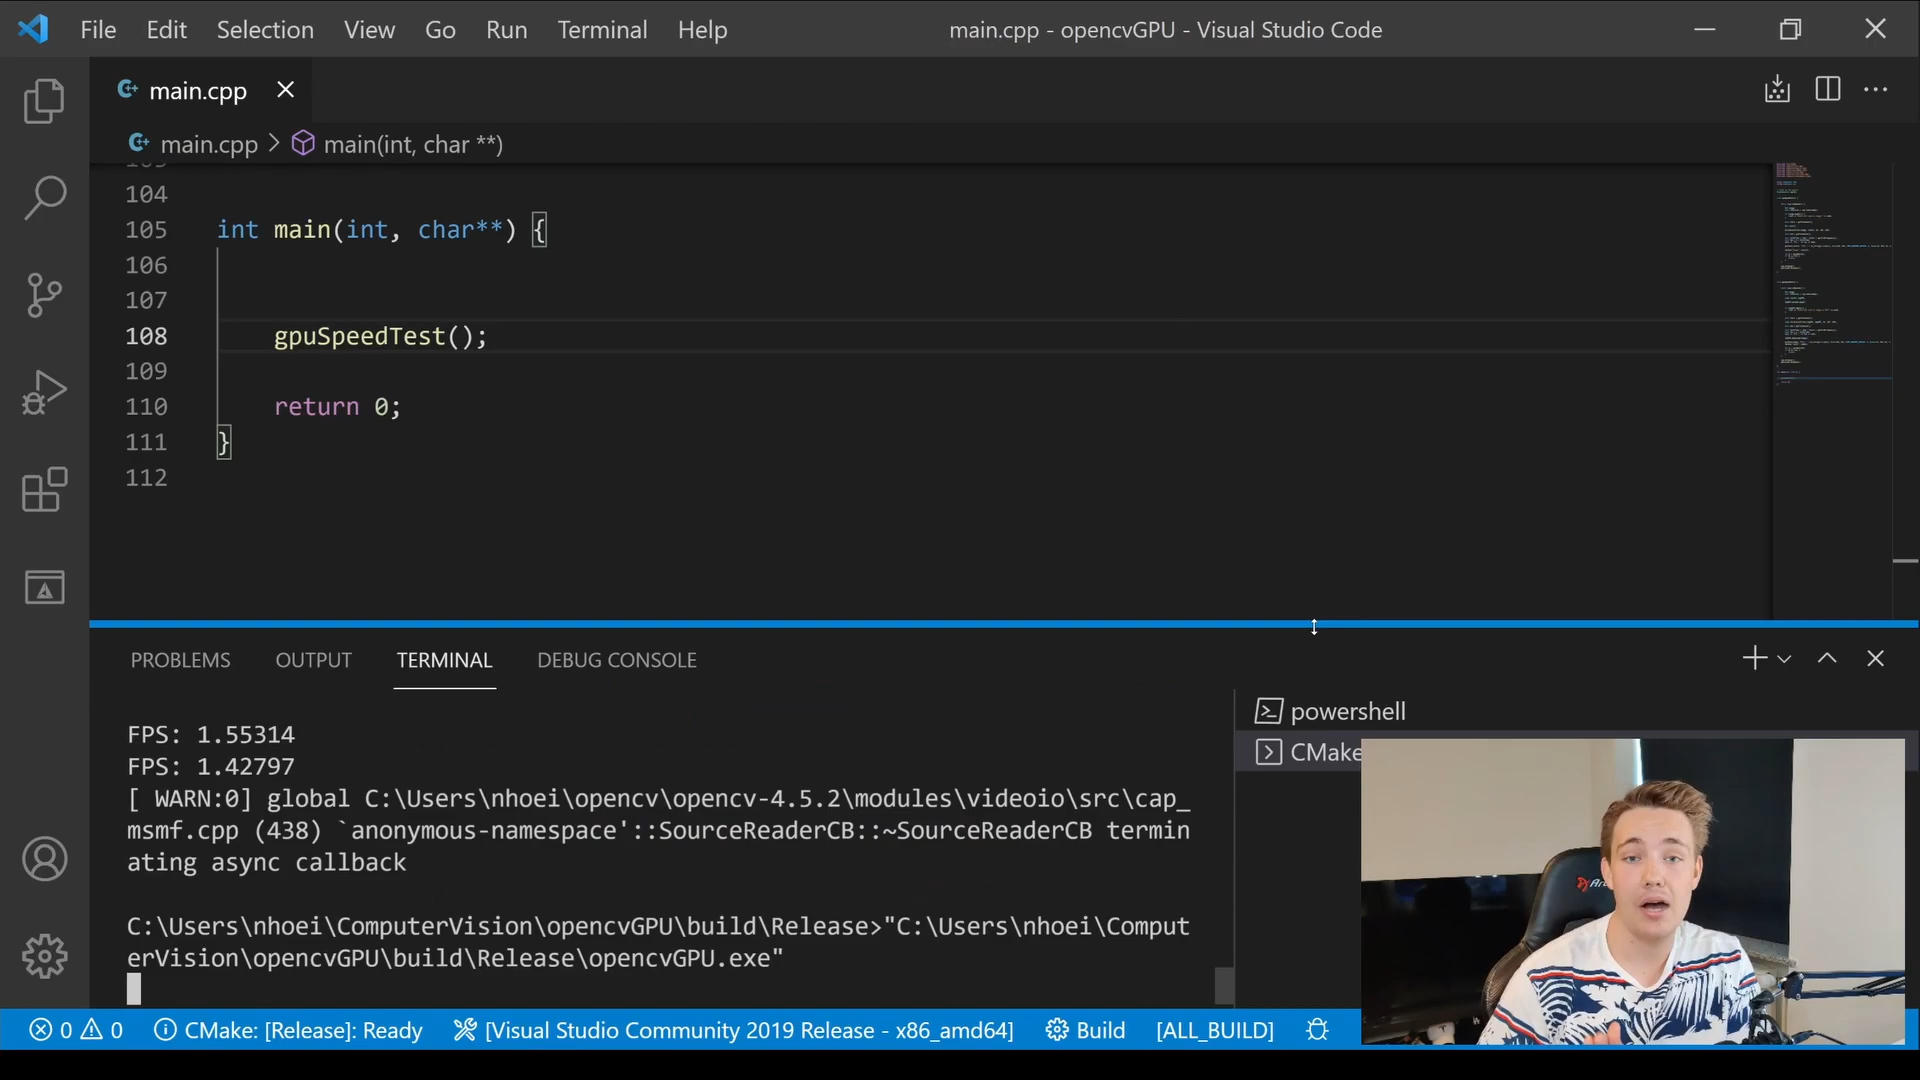 File Edit Selection View Go Run Terminal Help main.cpp - opencvGPU - Visual Studio Code
main.cpp
main.cpp > main(int, char **)
104
105 int main(int, char**) {
106
107
108 gpuSpeedTest();
109
110 return 0;
111 }
112
PROBLEMS OUTPUT TERMINAL DEBUG CONSOLE
powershell
CMake
FPS: 1.55314
FPS: 1.42797
[ WARN:0] global C:\Users\nhoei\opencv\opencv-4.5.2\modules\videoio\src\cap_
msmf.cpp (438) `anonymous-namespace'::SourceReaderCB::~SourceReaderCB termin
ating async callback
C:\Users\nhoei\ComputerVision\opencvGPU\build\Release>"C:\Users\nhoei\Comput
erVision\opencvGPU\build\Release\opencvGPU.exe"
0 0 CMake: [Release]: Ready [Visual Studio Community 2019 Release - x86_amd64] Build [ALL_BUILD]